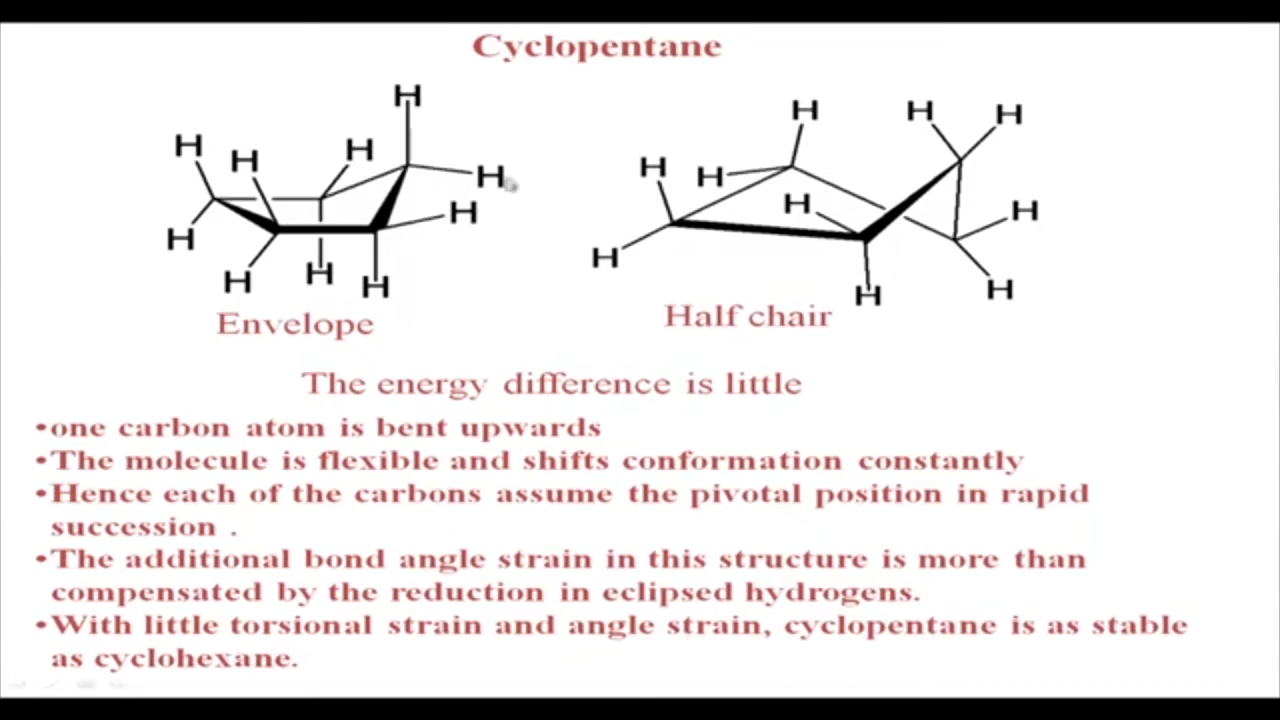 Cyclopentane
H
H H H
H
H
H
H H H
Envelope
H H H
H H
H H
H
H H
Half chair
The energy difference is little
•one carbon atom is bent upwards
•The molecule is flexible and shifts conformation constantly
•Hence each of the carbons assume the pivotal position in rapid
succession .
•The additional bond angle strain in this structure is more than
compensated by the reduction in eclipsed hydrogens.
•With little torsional strain and angle strain, cyclopentane is as stable
as cyclohexane.